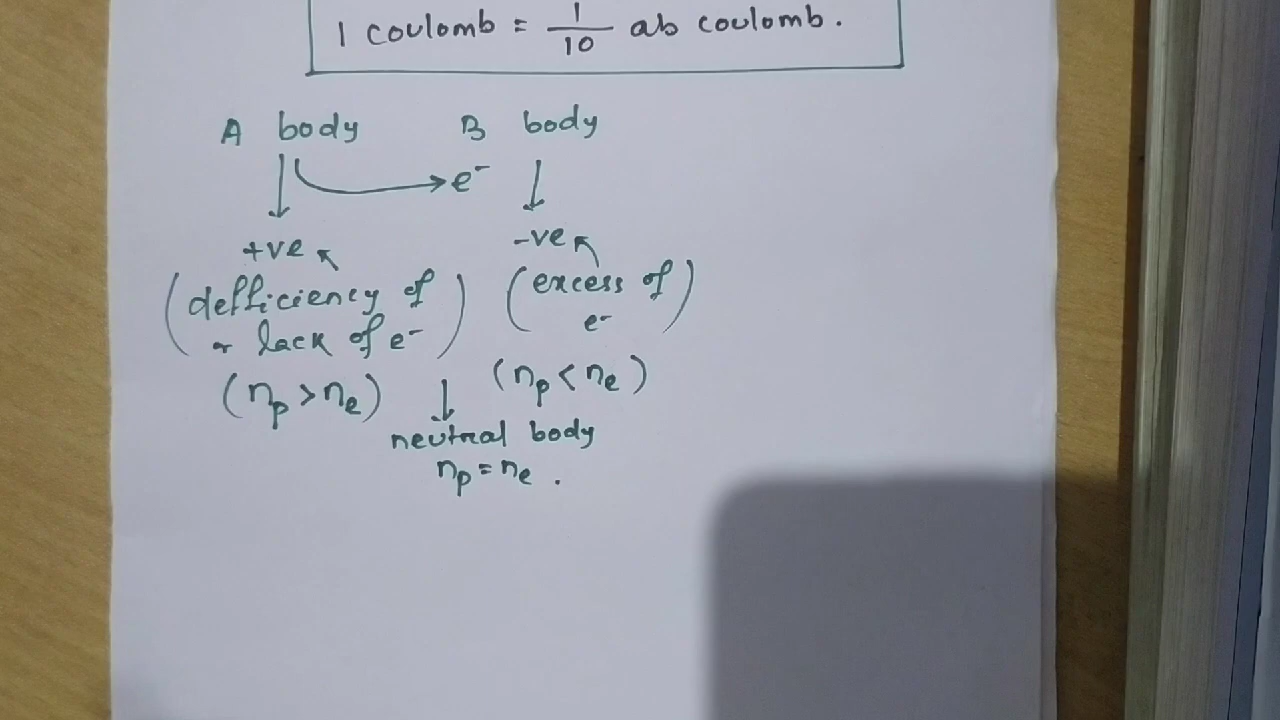 1 coulomb = 1/10 ab coulomb.
A body B body
→ e⁻
+ve -ve
(defficiency of or lack of e⁻) (excess of e⁻)
(np > ne) (np < ne)
neutral body
np = ne .